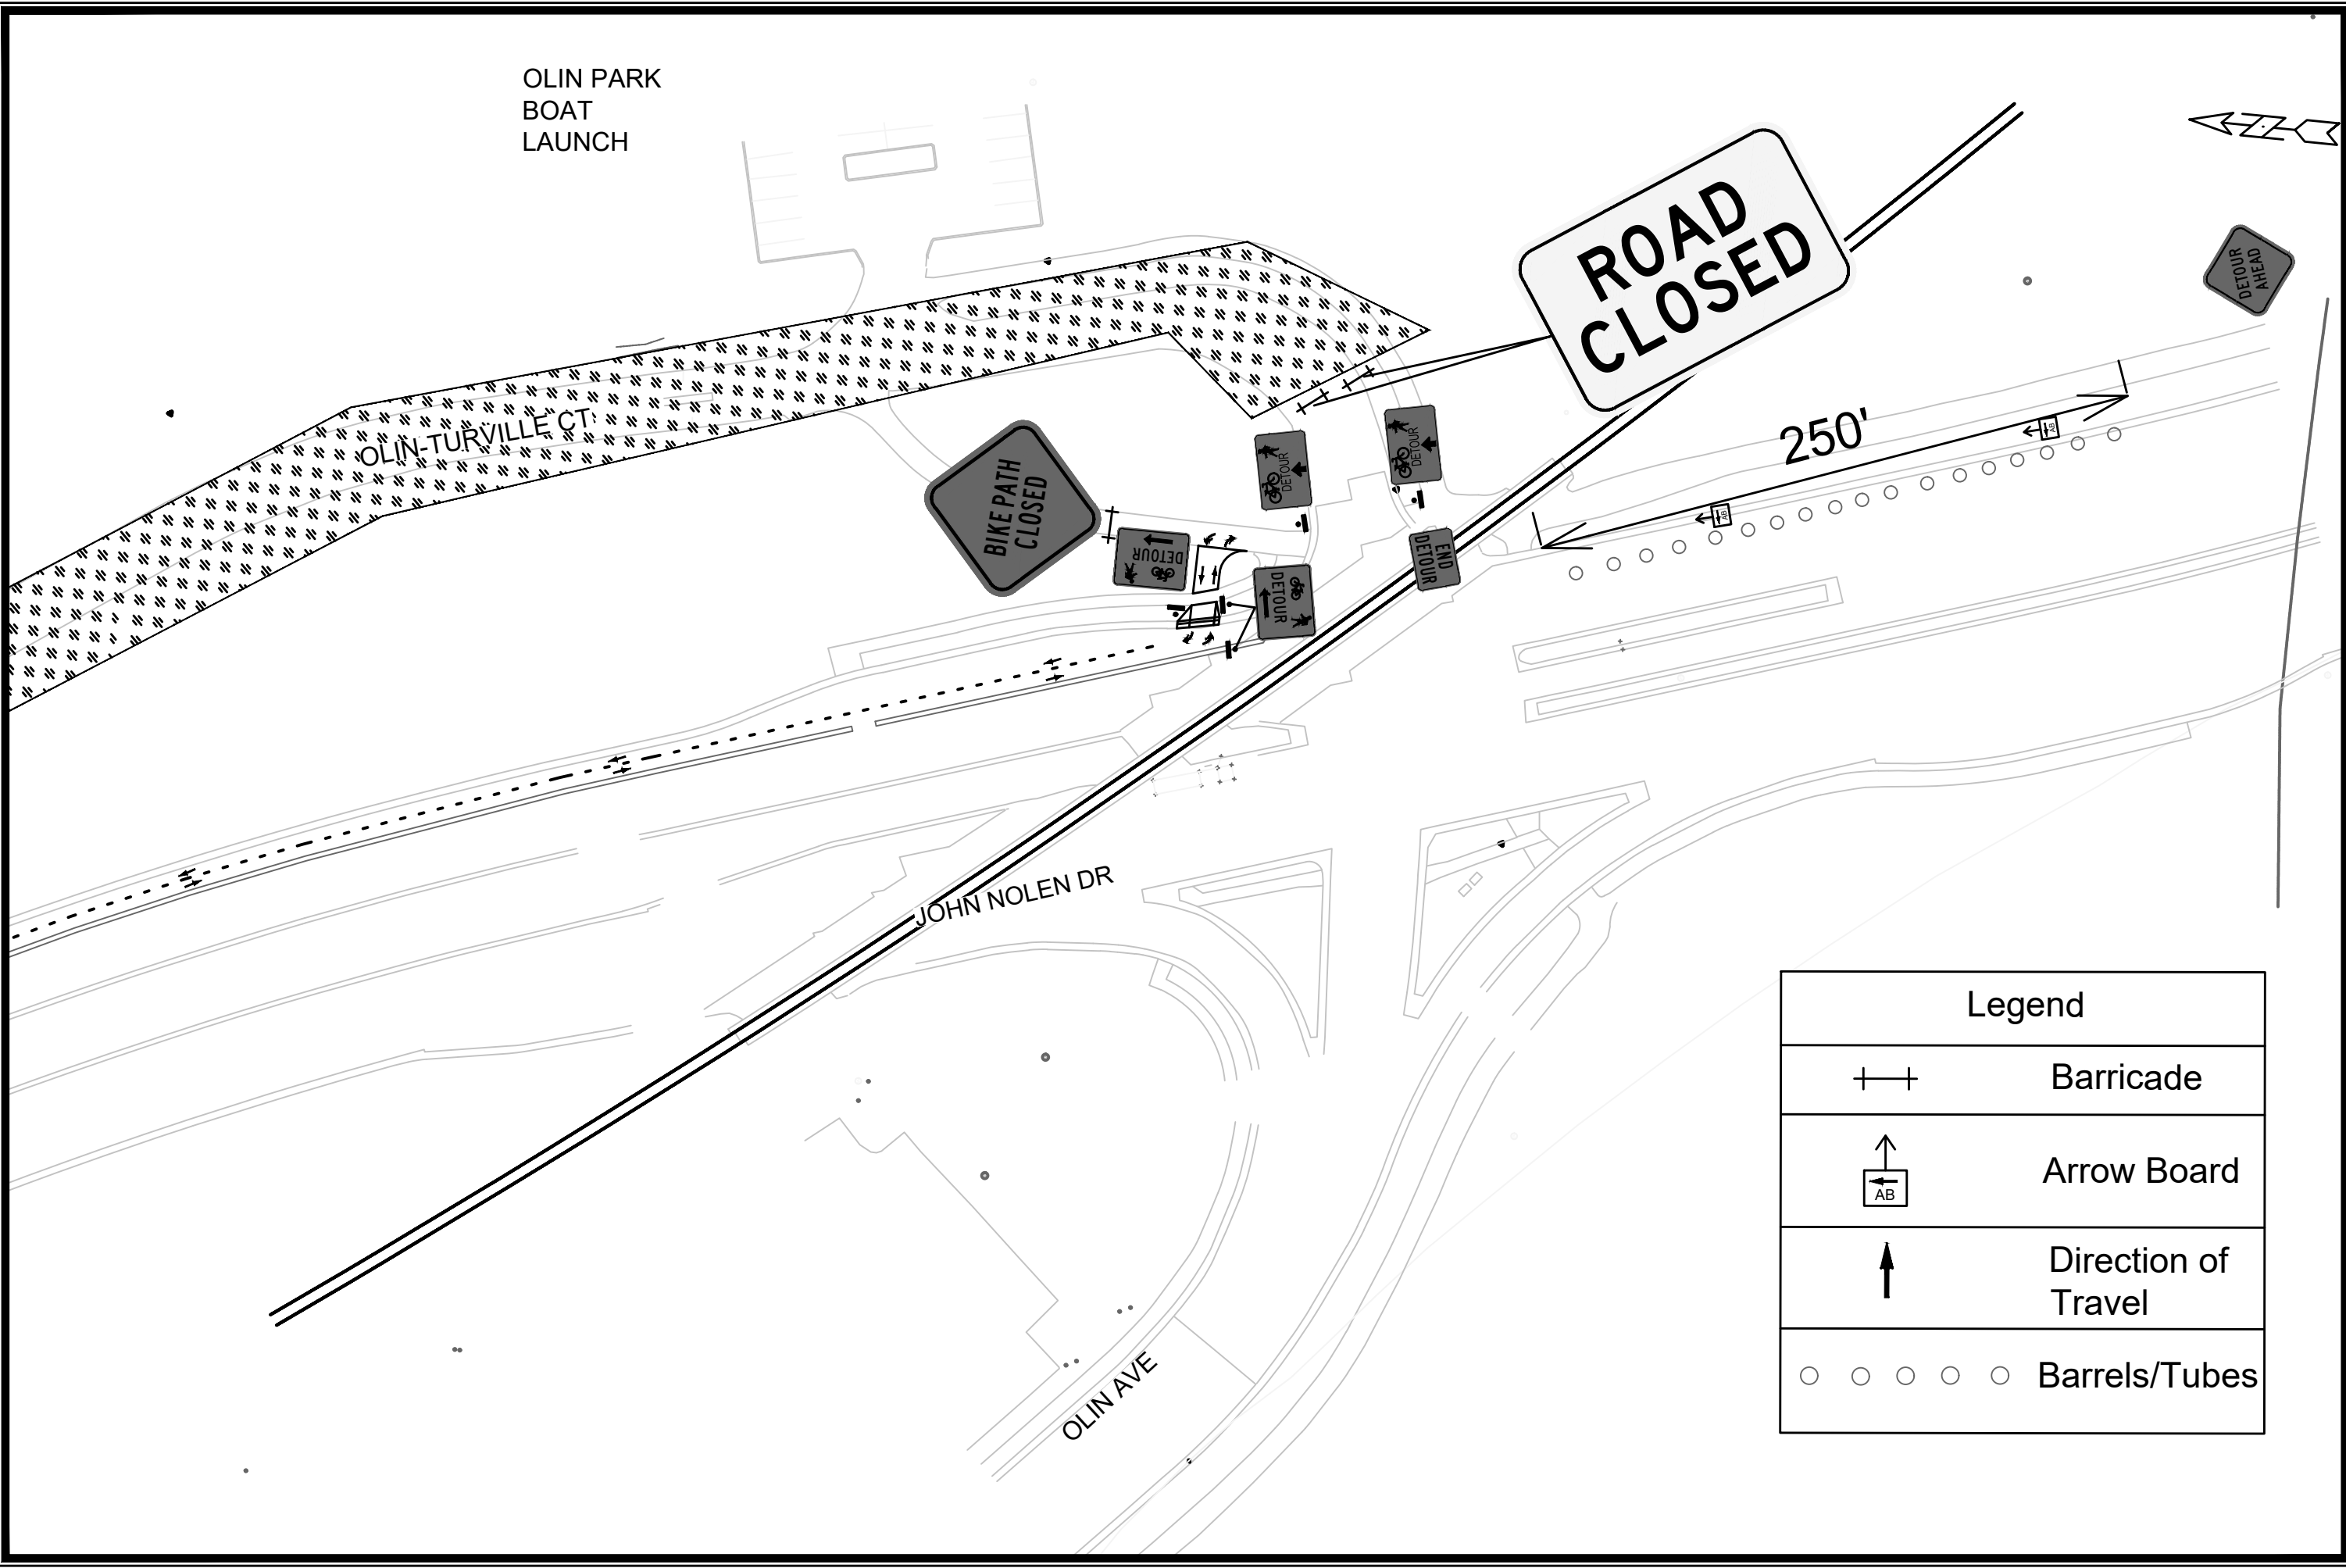 OLIN PARK
BOAT
LAUNCH
ROAD
CLOSED
DETOUR
AHEAD
250'
AB
AB
OLIN-TURVILLE CT
BIKE PATH
CLOSED
DETOUR
DETOUR
DETOUR
DETOUR
END
DETOUR
JOHN NOLEN DR
OLIN AVE
Legend
Barricade
AB
Arrow Board
Direction of
Travel
Barrels/Tubes